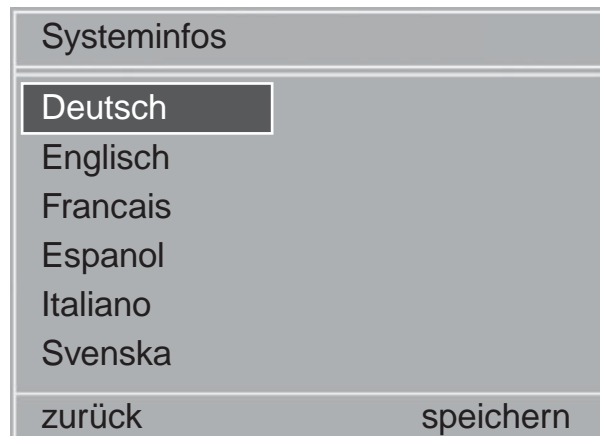 Systeminfos
Deutsch
Englisch
Francais
Espanol
Italiano
Svenska
zurück speichern